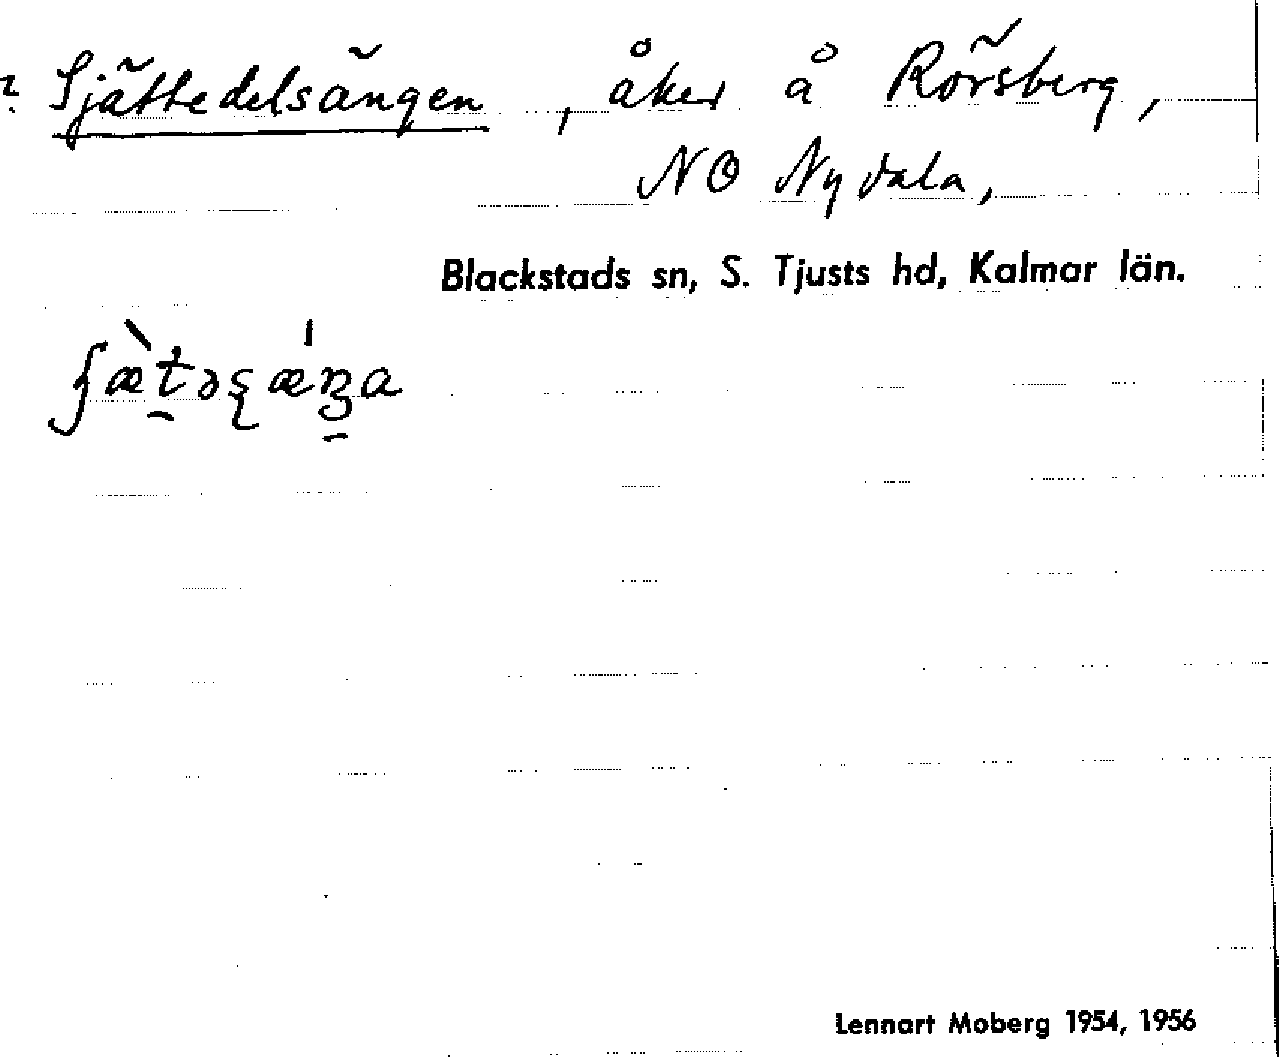 Sjättedelsängen, åker å Rörsberg,
NO Nydala,
Blackstads sn, S. Tjusts hd, Kalmar län.
Lennart Moberg 1954, 1956